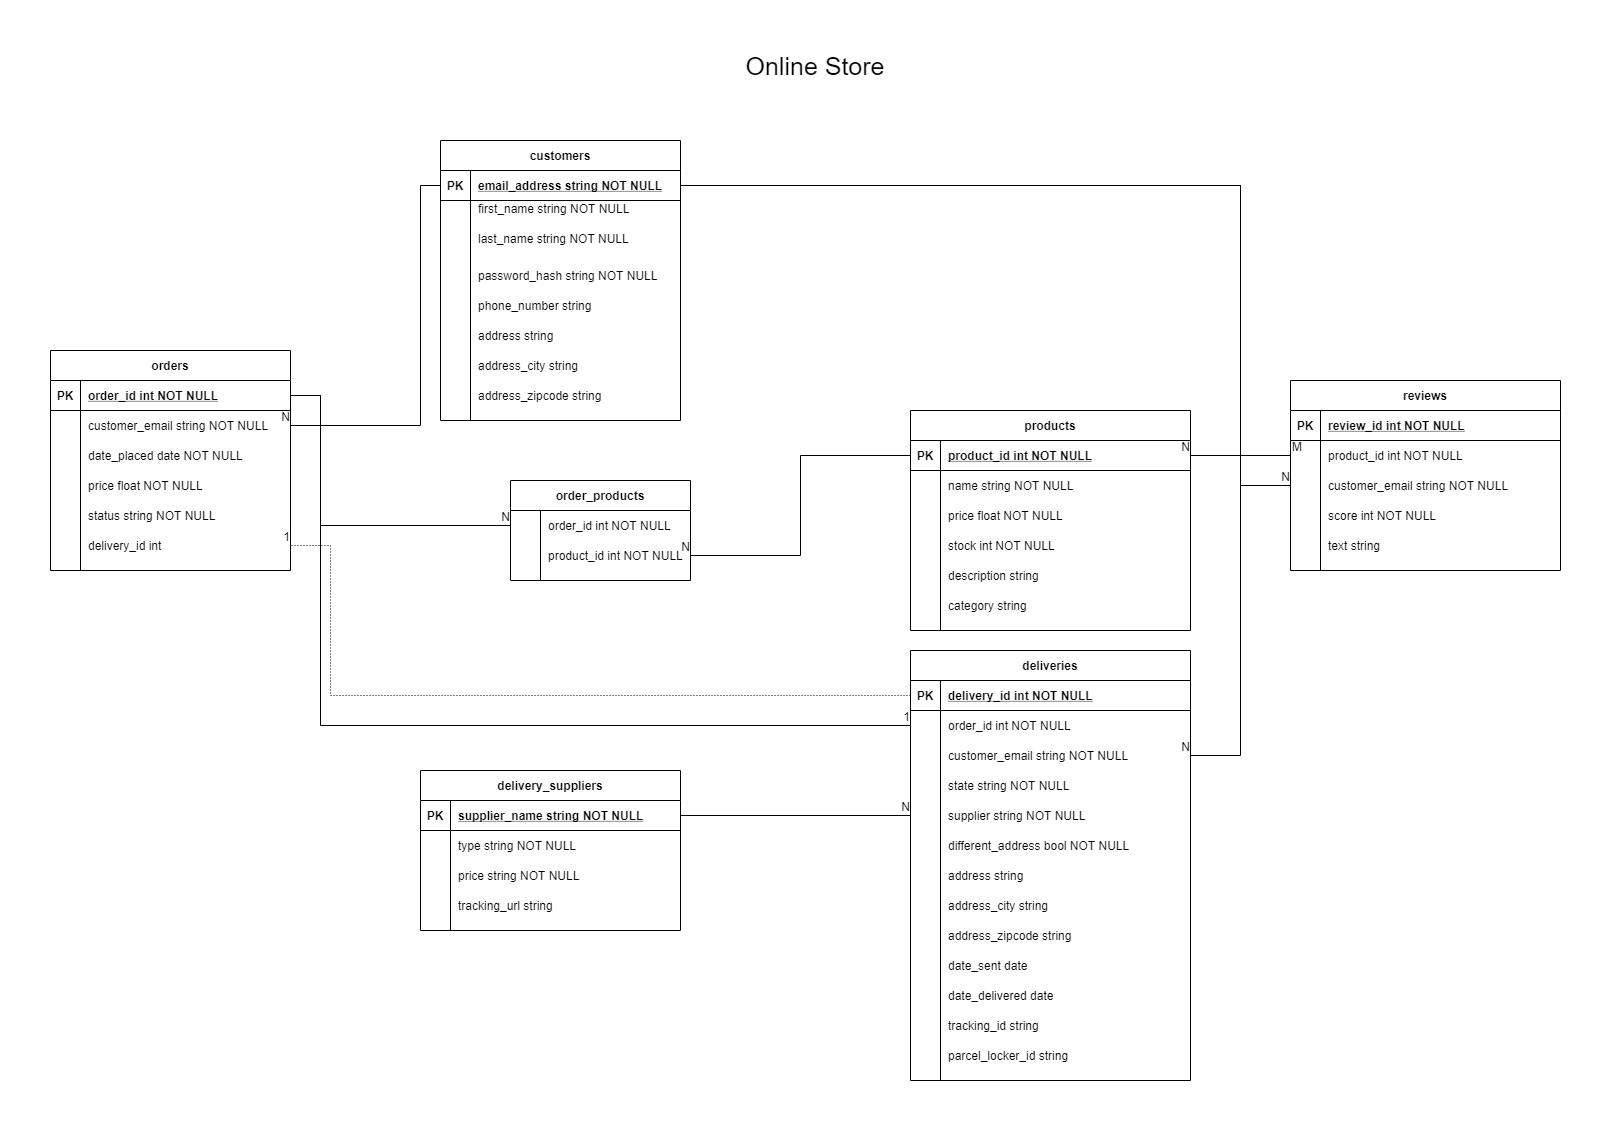 Online Store
customers
PK email_address string NOT NULL
first_name string NOT NULL
last_name string NOT NULL
password_hash string NOT NULL
phone_number string
address string
address_city string
address_zipcode string
orders
PK order_id int NOT NULL
N
customer_email string NOT NULL
date_placed date NOT NULL
price float NOT NULL
status string NOT NULL
1
delivery_id int
order_products
N
order_id int NOT NULL
product_id int NOT NULL
N
products
PK product_id int NOT NULL
N
name string NOT NULL
price float NOT NULL
stock int NOT NULL
description string
category string
reviews
PK review_id int NOT NULL
M
product_id int NOT NULL
N
customer_email string NOT NULL
score int NOT NULL
text string
deliveries
PK delivery_id int NOT NULL
1
order_id int NOT NULL
N
customer_email string NOT NULL
state string NOT NULL
N
supplier string NOT NULL
different_address bool NOT NULL
address string
address_city string
address_zipcode string
date_sent date
date_delivered date
tracking_id string
parcel_locker_id string
delivery_suppliers
PK supplier_name string NOT NULL
type string NOT NULL
price string NOT NULL
tracking_url string